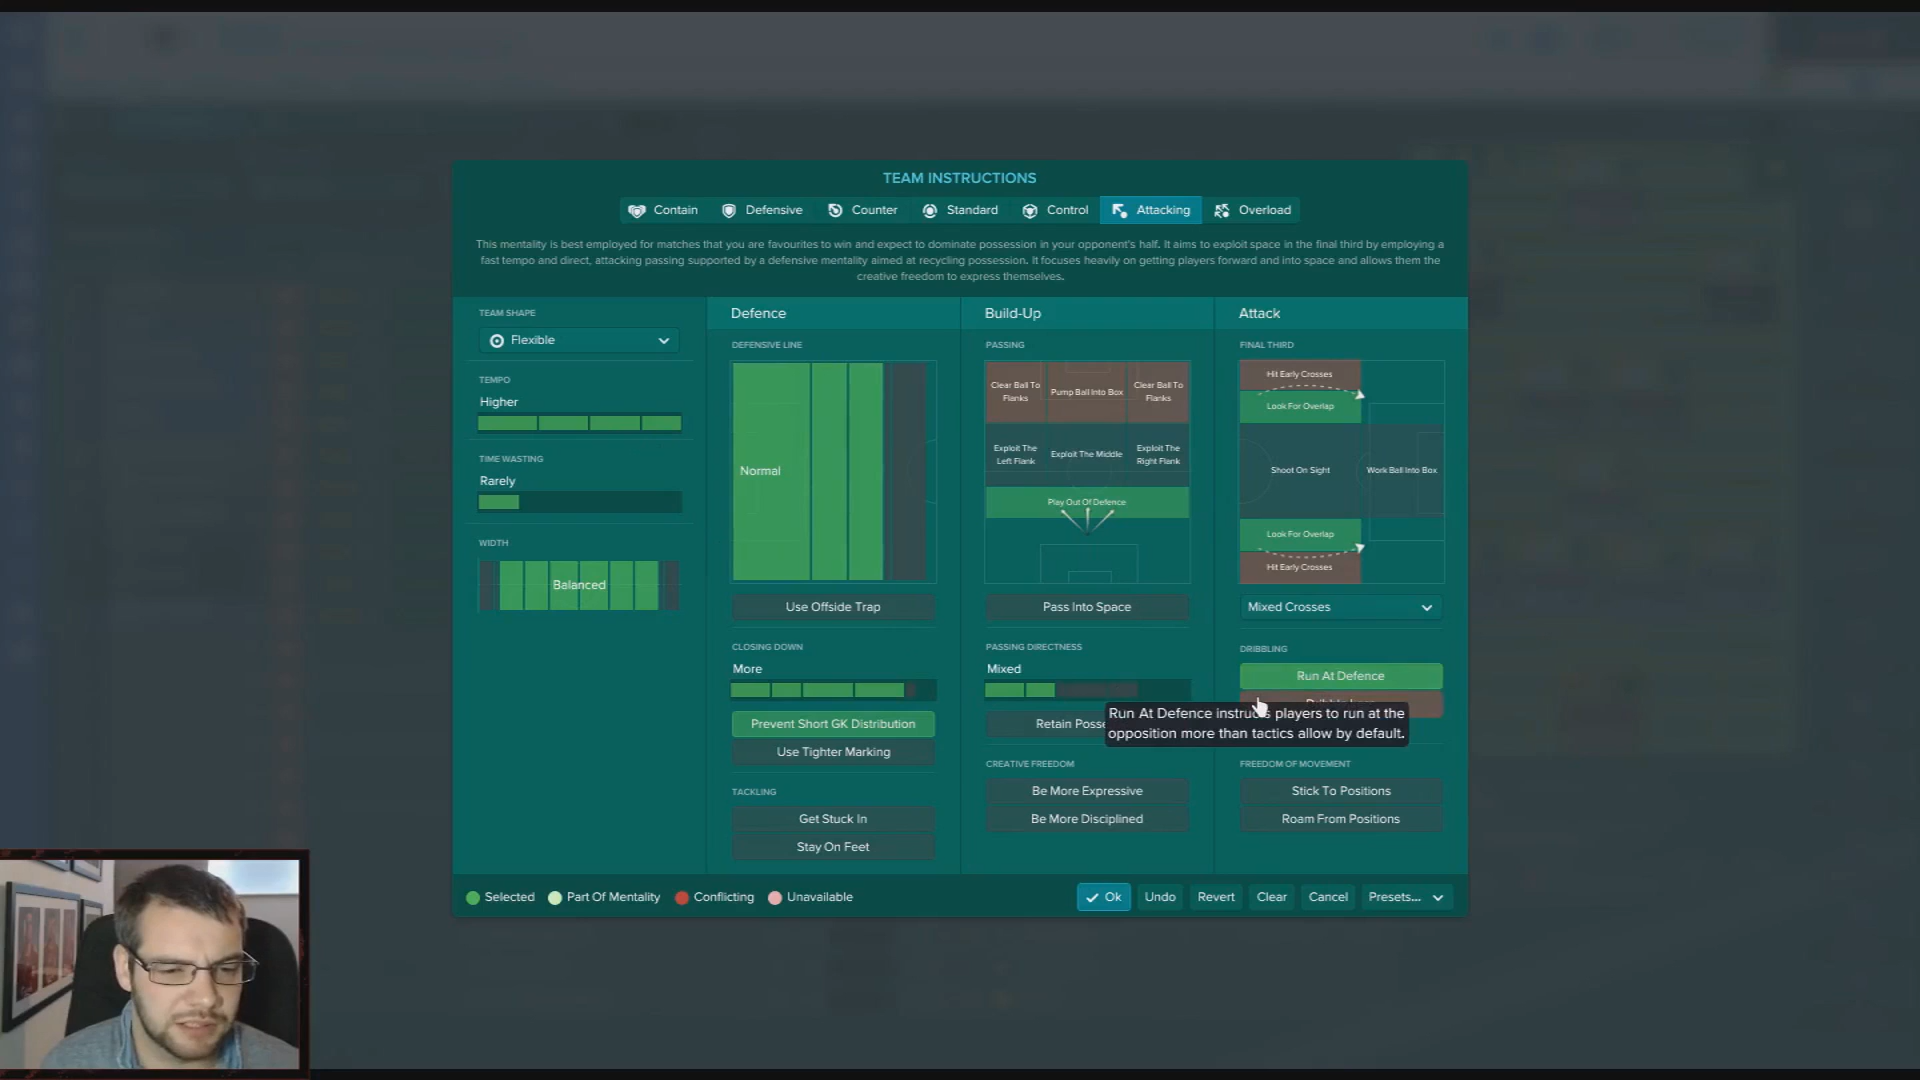 TEAM INSTRUCTIONS
Contain
Defensive
Counter
Standard
Control
Attacking
Overload
This mentality is best employed for matches that you are favourites to win and expect to dominate possession in your opponent's half. It aims to exploit space in the final third by employing a
fast tempo and direct, attacking passing supported by a defensive mentality aimed at recycling possession. It focuses heavily on getting players forward and into space and allows them the
creative freedom to express themselves.
TEAM SHAPE
Flexible
TEMPO
Higher
TIME WASTING
Rarely
WIDTH
Balanced
Defence
DEFENSIVE LINE
Normal
Use Offside Trap
CLOSING DOWN
More
Prevent Short GK Distribution
Use Tighter Marking
TACKLING
Get Stuck In
Stay On Feet
Build-Up
PASSING
Clear Ball To
Flanks
Pump Ball Into Box
Clear Ball To
Flanks
Exploit The
Left Flank
Exploit The Middle
Exploit The
Right Flank
Play Out Of Defence
Pass Into Space
PASSING DIRECTNESS
Mixed
Retain
CREATIVE FREEDOM
Be More Expressive
Be More Disciplined
Attack
FINAL THIRD
Hit Early Crosses
Look For Overlap
Shoot On Sight
Work Ball Into Box
Look For Overlap
Hit Early Crosses
Mixed Crosses
DRIBBLING
Run At Defence
Run At Defence instructs players to run at the
opposition more than tactics allow by default.
FREEDOM OF MOVEMENT
Stick To Positions
Roam From Positions
Selected
Part Of Mentality
Conflicting
Unavailable
Ok
Undo
Revert
Clear
Cancel
Presets...